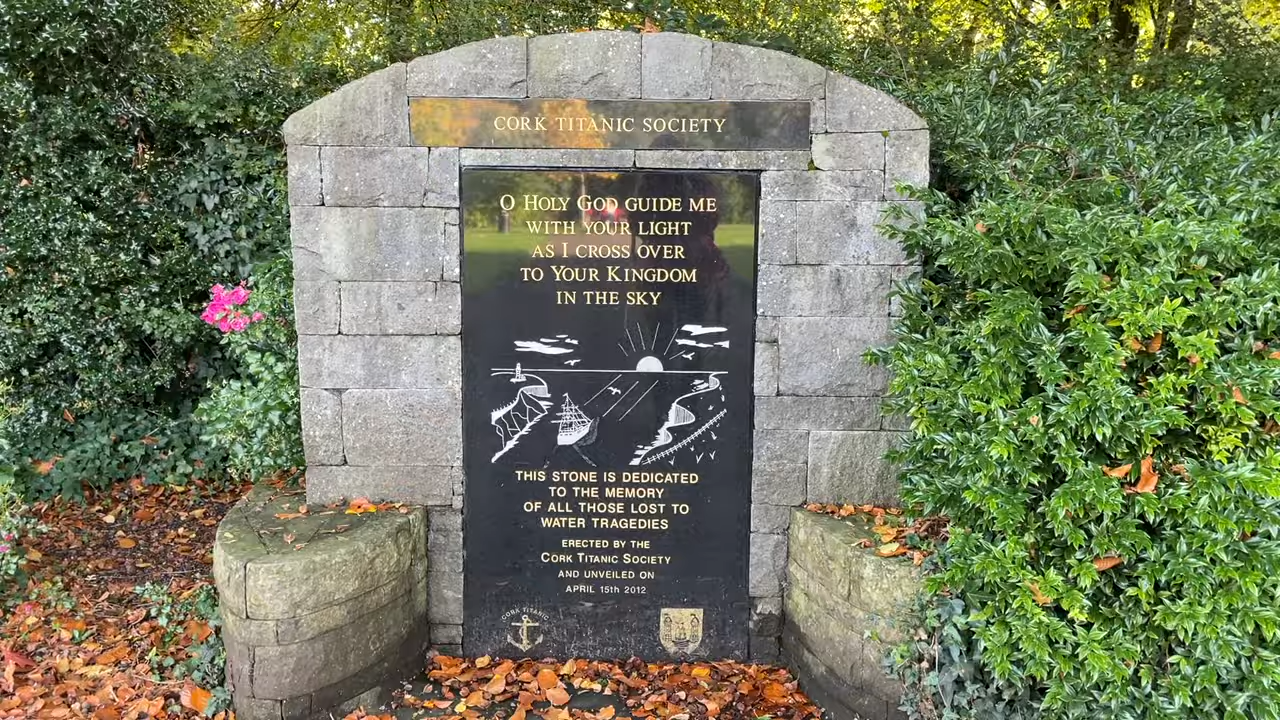 CORK TITANIC SOCIETY
O HOLY GOD GUIDE ME
WITH YOUR LIGHT
AS I CROSS OVER
TO YOUR KINGDOM
IN THE SKY
THIS STONE IS DEDICATED
TO THE MEMORY
OF ALL THOSE LOST TO
WATER TRAGEDIES
ERECTED BY THE
CORK TITANIC SOCIETY
AND UNVEILED ON
APRIL 15TH 2012
CORK TITANIC